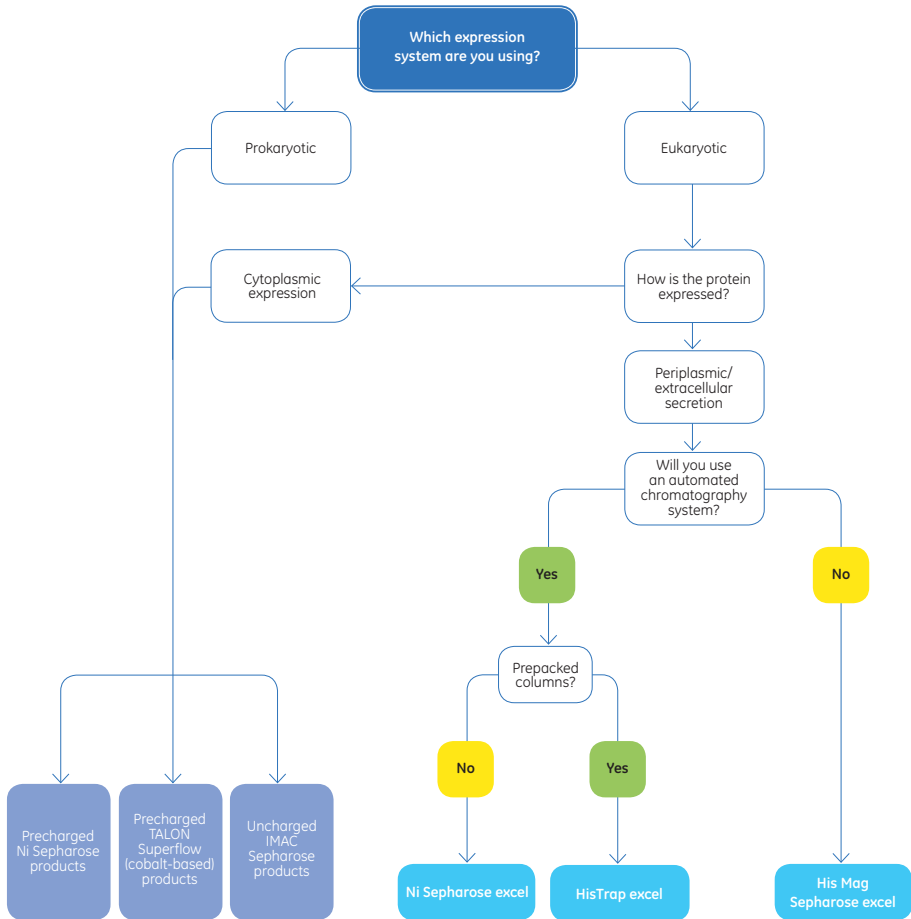 Which expression
system are you using?
Prokaryotic
Eukaryotic
Cytoplasmic
expression
How is the protein
expressed?
Periplasmic/
extracellular
secretion
Will you use
an automated
chromatography
system?
Yes
No
Prepacked
columns?
No
Yes
Precharged
Ni Sepharose
products
Precharged
TALON
Superflow
(cobalt-based)
products
Uncharged
IMAC
Sepharose
products
Ni Sepharose excel
HisTrap excel
His Mag
Sepharose excel